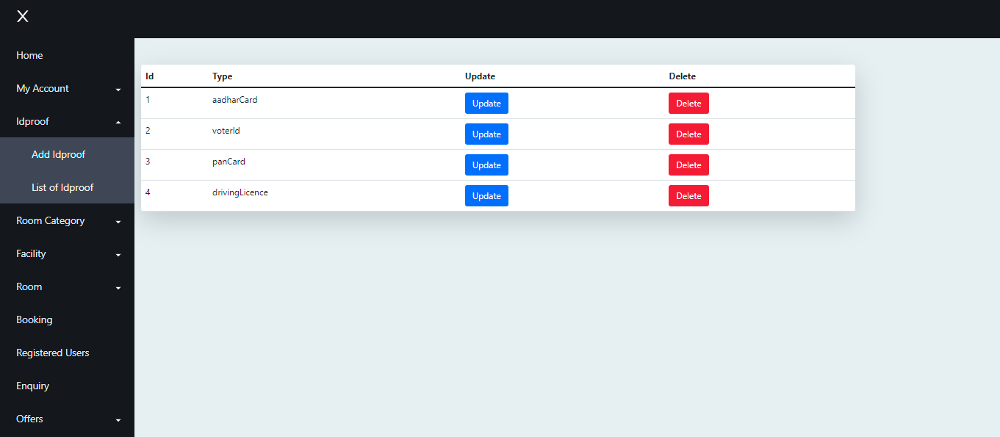 X
Home
My Account
Idproof
Add Idproof
List of Idproof
Room Category
Facility
Room
Booking
Registered Users
Enquiry
Offers
Id Type Update Delete
1 aadharCard Update Delete
2 voterId Update Delete
3 panCard Update Delete
4 drivingLicence Update Delete